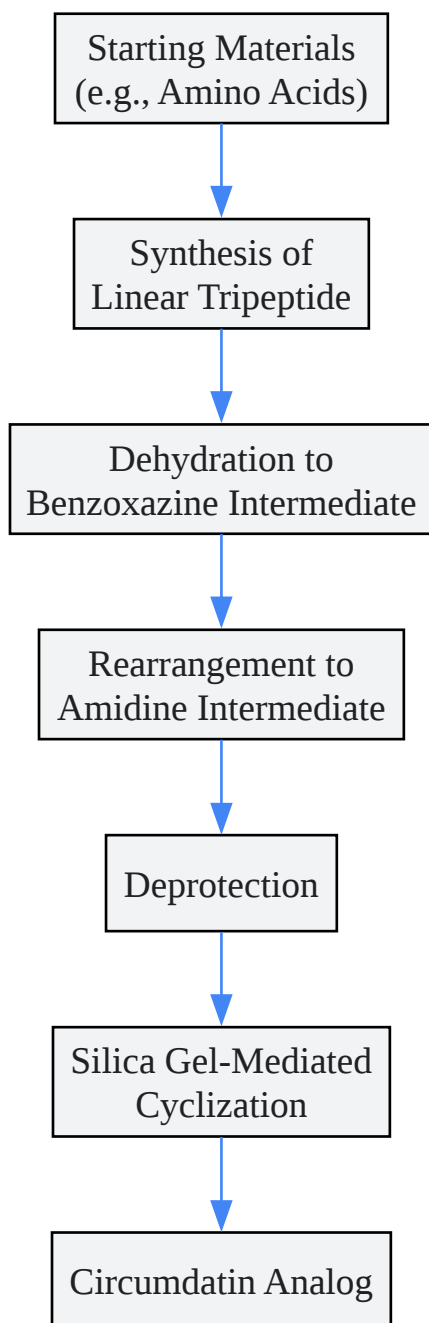 Starting Materials
(e.g., Amino Acids)
Synthesis of
Linear Tripeptide
Dehydration to
Benzoxazine Intermediate
Rearrangement to
Amidine Intermediate
Deprotection
Silica Gel-Mediated
Cyclization
Circumdatin Analog